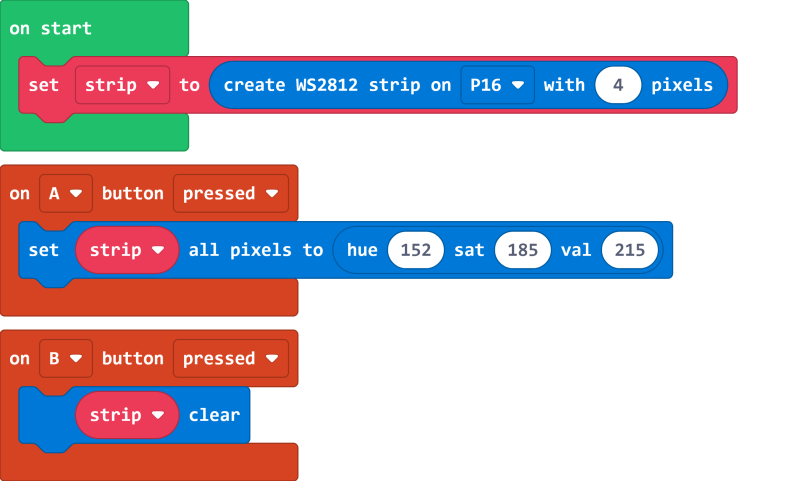 on start
set strip to create WS2812 strip on P16 with 4 pixels
on A button pressed
set strip all pixels to hue 152 sat 185 val 215
on B button pressed
strip clear